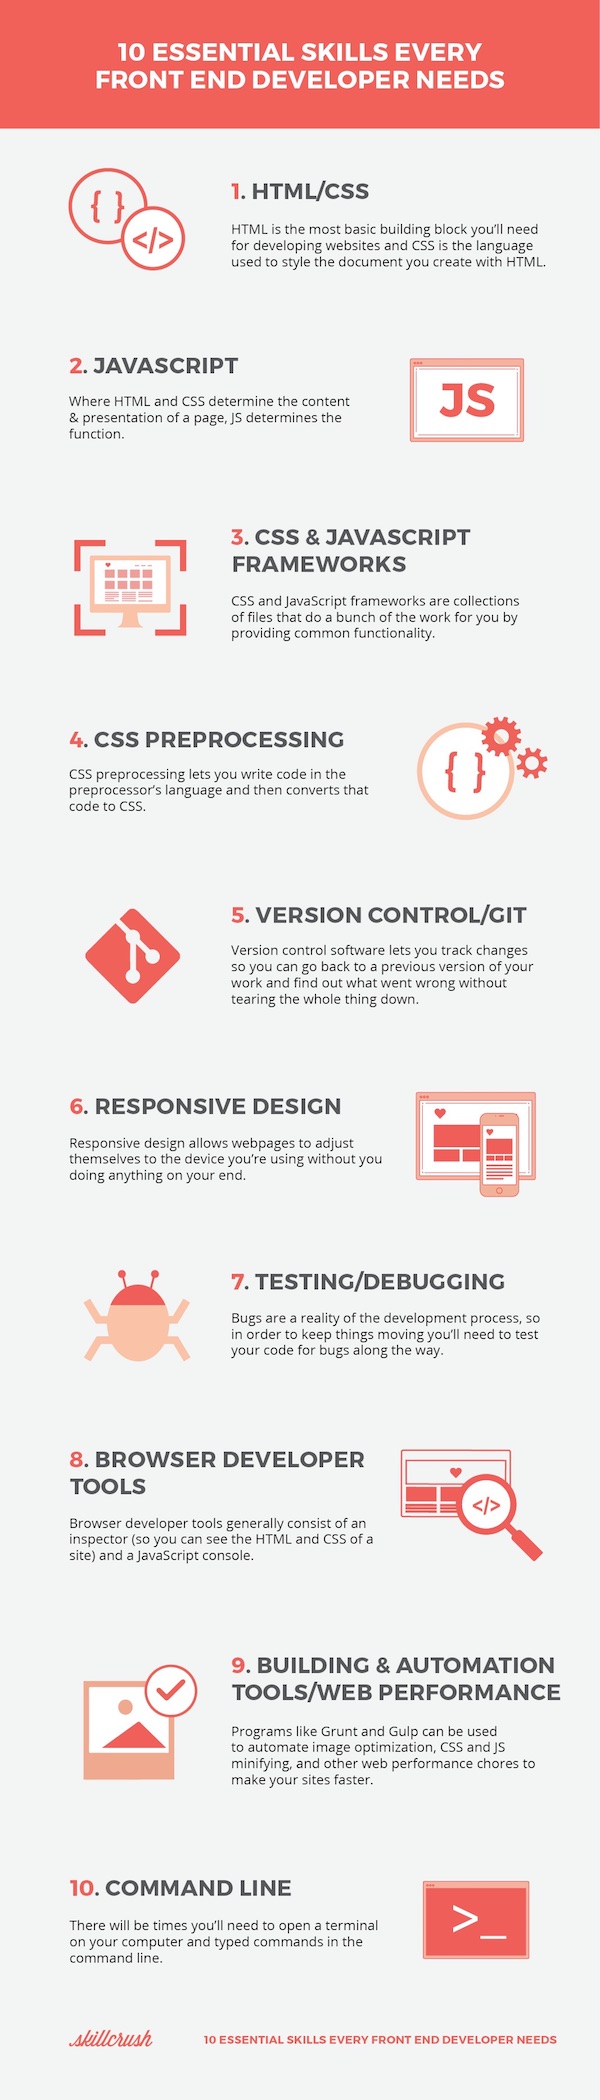 10 ESSENTIAL SKILLS EVERY
FRONT END DEVELOPER NEEDS
{ }
</>
1. HTML/CSS
HTML is the most basic building block you'll need
for developing websites and CSS is the language
used to style the document you create with HTML.
2. JAVASCRIPT
Where HTML and CSS determine the content
& presentation of a page, JS determines the
function.
JS
3. CSS & JAVASCRIPT
FRAMEWORKS
CSS and JavaScript frameworks are collections
of files that do a bunch of the work for you by
providing common functionality.
4. CSS PREPROCESSING
CSS preprocessing lets you write code in the
preprocessor's language and then converts that
code to CSS.
{ }
5. VERSION CONTROL/GIT
Version control software lets you track changes
so you can go back to a previous version of your
work and find out what went wrong without
tearing the whole thing down.
6. RESPONSIVE DESIGN
Responsive design allows webpages to adjust
themselves to the device you're using without you
doing anything on your end.
7. TESTING/DEBUGGING
Bugs are a reality of the development process, so
in order to keep things moving you'll need to test
your code for bugs along the way.
8. BROWSER DEVELOPER
TOOLS
Browser developer tools generally consist of an
inspector (so you can see the HTML and CSS of a
site) and a JavaScript console.
</>
9. BUILDING & AUTOMATION
TOOLS/WEB PERFORMANCE
Programs like Grunt and Gulp can be used
to automate image optimization, CSS and JS
minifying, and other web performance chores to
make your sites faster.
10. COMMAND LINE
There will be times you'll need to open a terminal
on your computer and typed commands in the
command line.
>_
skillcrush
10 ESSENTIAL SKILLS EVERY FRONT END DEVELOPER NEEDS